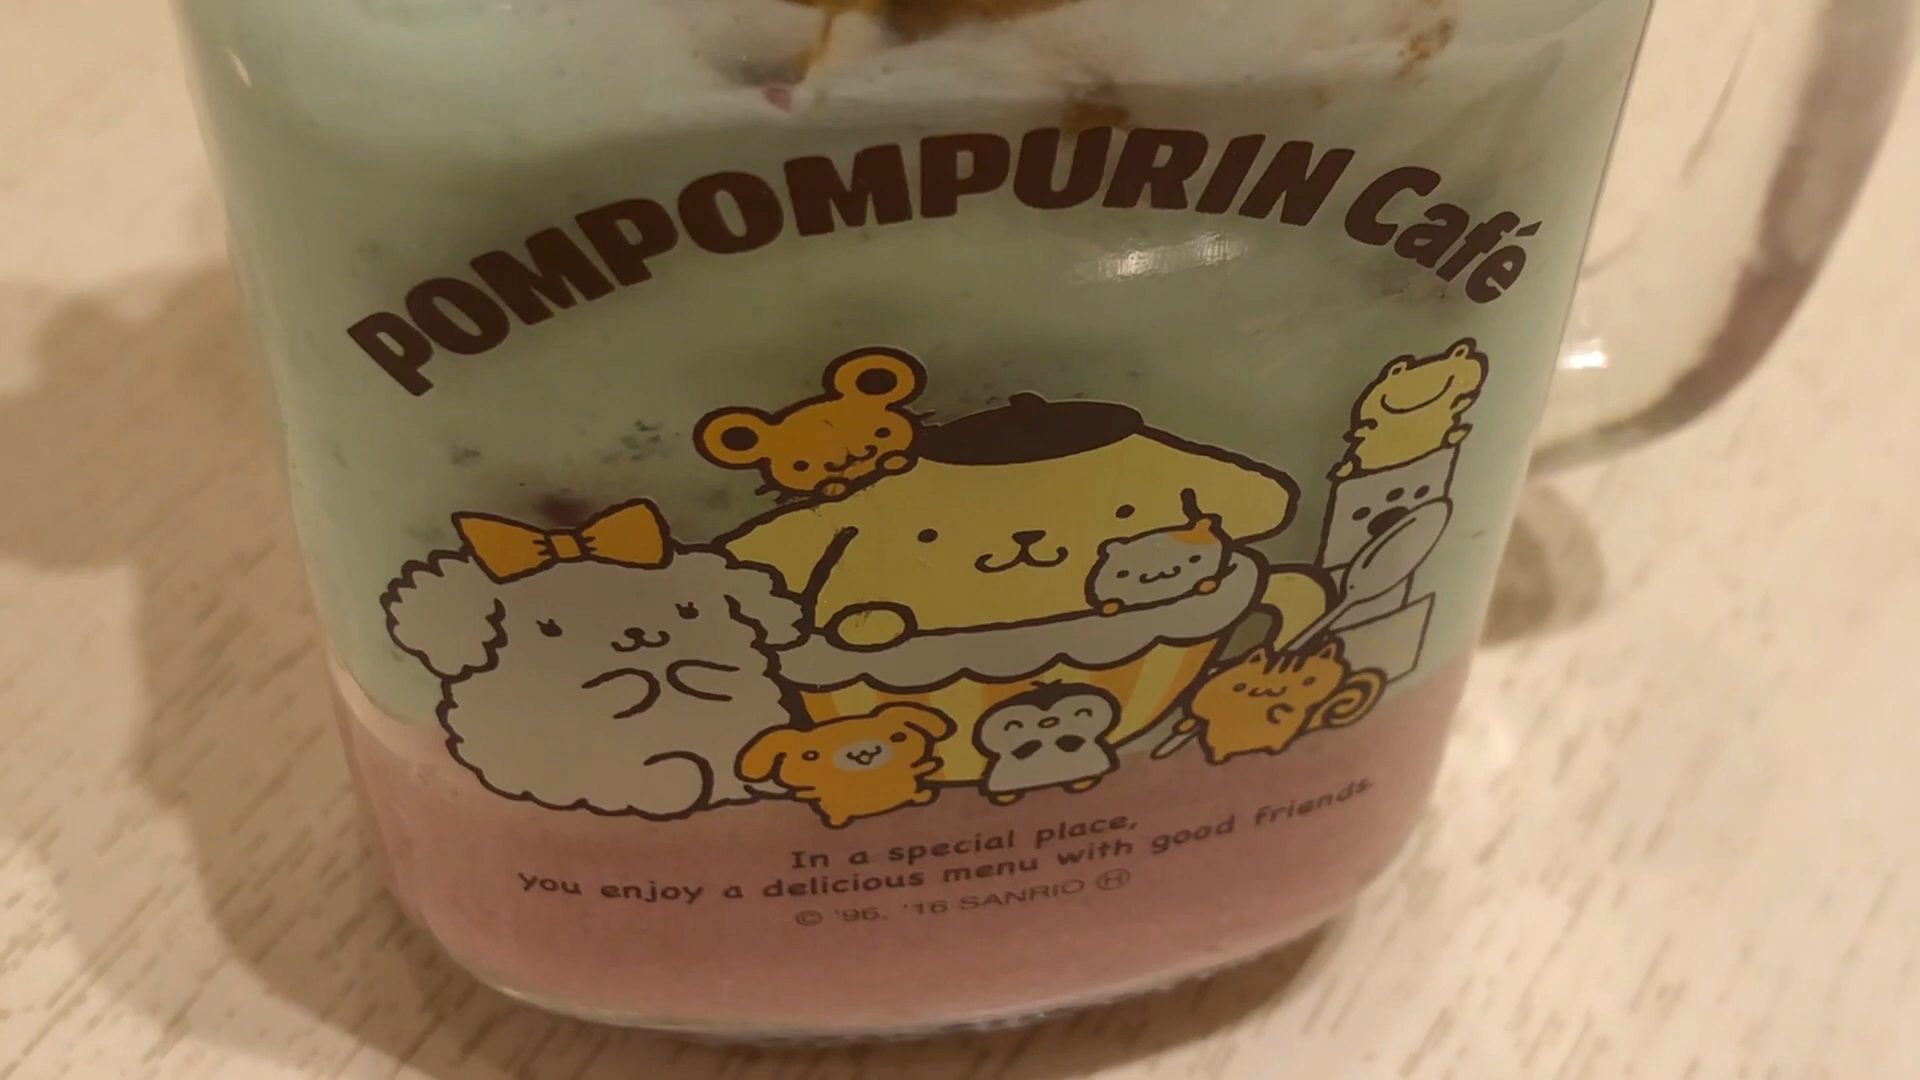 POMPOMPURIN Café
In a special place,
you enjoy a delicious menu with good friends.
© '96, '16 SANRIO Ⓗ